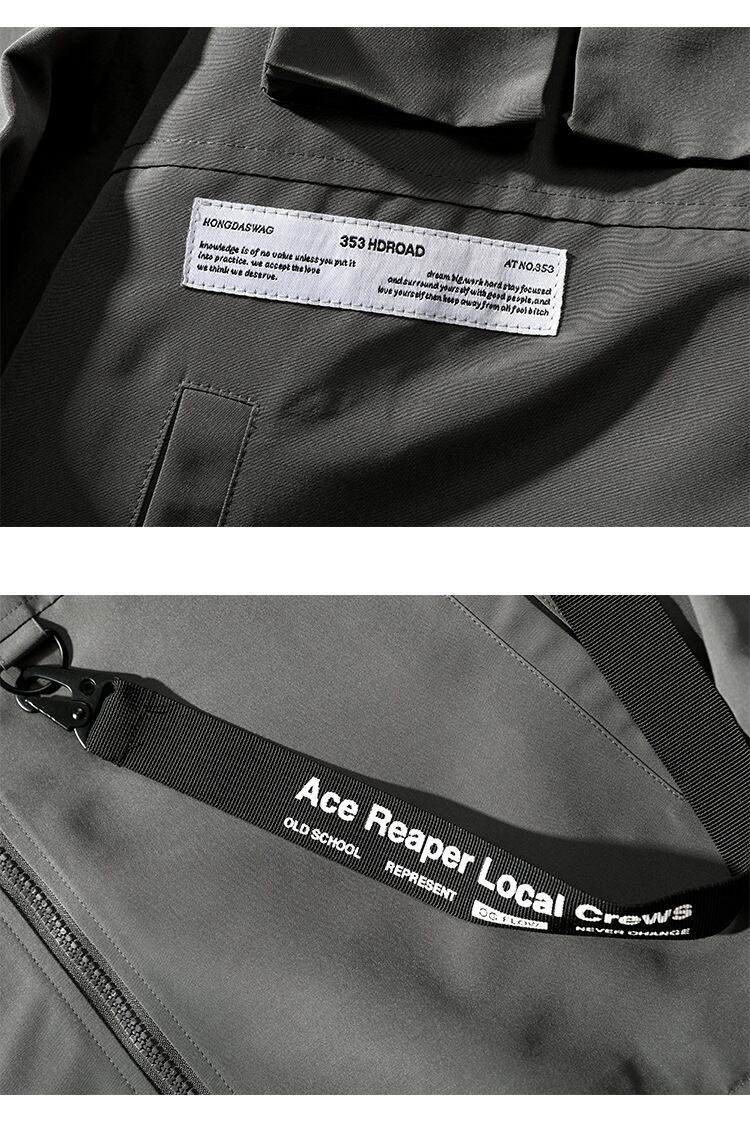 HONGDASWAG
353 HDROAD
AT NO.353
knowledge is of no value unless you put it
into practice. we accept the love
we think we deserve.
dream big,work hard stay focused
and surround yourself with good people,and
love yourself then keep away from all fool bitch
Ace Reaper Local Crews
OLD SCHOOL REPRESENT NEVER CHANGE